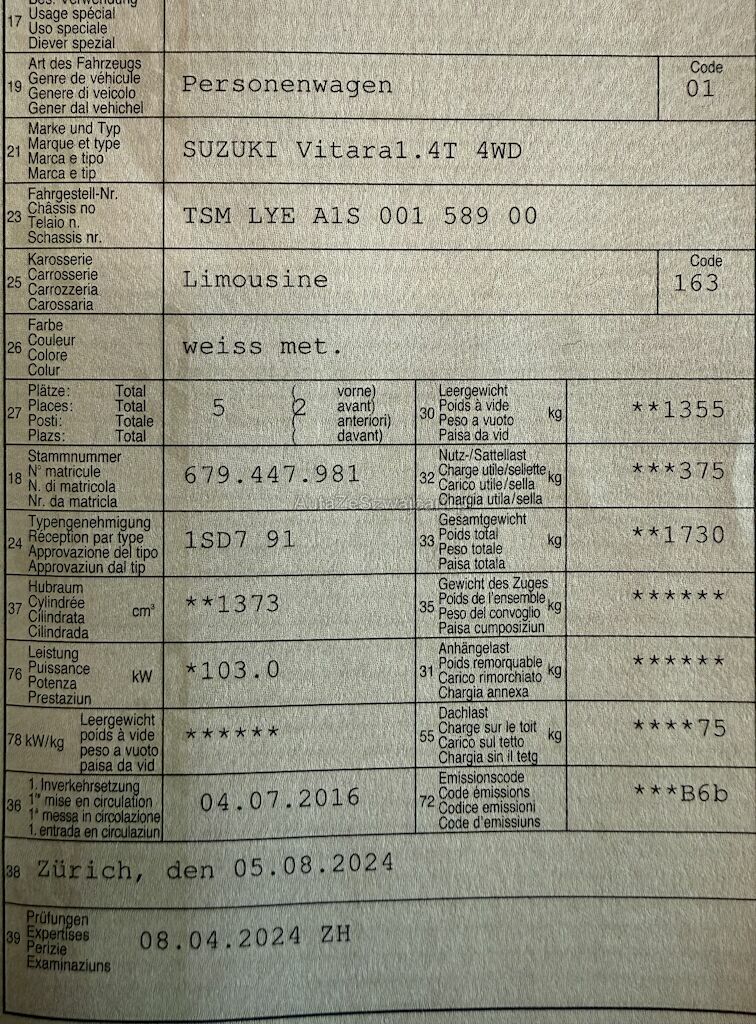 17
Usage spécial
Uso speciale
Diever spezial
19
Art des Fahrzeugs
Genre de véhicule
Genere di veicolo
Gener dal vehichel
Personenwagen
Code
01
21
Marke und Typ
Marque et type
Marca e tipo
Marca e tip
SUZUKI Vitara1.4T 4WD
23
Fahrgestell-Nr.
Châssis no
Telaio n.
Schassis nr.
TSM LYE A1S 001 589 00
25
Karosserie
Carrosserie
Carrozzeria
Carossaria
Limousine
Code
163
26
Farbe
Couleur
Colore
Colur
weiss met.
27
Plätze: Total
Places: Total
Posti: Totale
Plazs: Total
5
( vorne)
(2 avant)
( anteriori)
( davant)
30
Leergewicht
Poids à vide
Peso a vuoto
Paisa da vid
kg
**1355
18
Stammnummer
N° matricule
N. di matricola
Nr. da matricla
679.447.981
32
Nutz-/Sattellast
Charge utile/sellette
Carico utile/sella
Chargia utila/sella
kg
***375
24
Typengenehmigung
Réception par type
Approvazione del tipo
Approvaziun dal tip
1SD7 91
33
Gesamtgewicht
Poids total
Peso totale
Paisa totala
kg
**1730
37
Hubraum
Cylindrée
Cilindrata
Cilindrada
cm³
**1373
35
Gewicht des Zuges
Poids de l'ensemble
Peso del convoglio
Paisa cumposiziun
kg
******
76
Leistung
Puissance
Potenza
Prestaziun
kW
*103.0
31
Anhängelast
Poids remorquable
Carico rimorchiato
Chargia annexa
kg
******
78 kW/kg
Leergewicht
poids à vide
peso a vuoto
paisa da vid
******
55
Dachlast
Charge sur le toit
Carico sul tetto
Chargia sin il tetg
kg
****75
36
1. Inverkehrsetzung
1re mise en circulation
1a messa in circolazione
1. entrada en circulaziun
04.07.2016
72
Emissionscode
Code émissions
Codice emissioni
Code d'emissiuns
***B6b
38
Zürich, den 05.08.2024
39
Prüfungen
Expertises
Perizie
Examinaziuns
08.04.2024 ZH